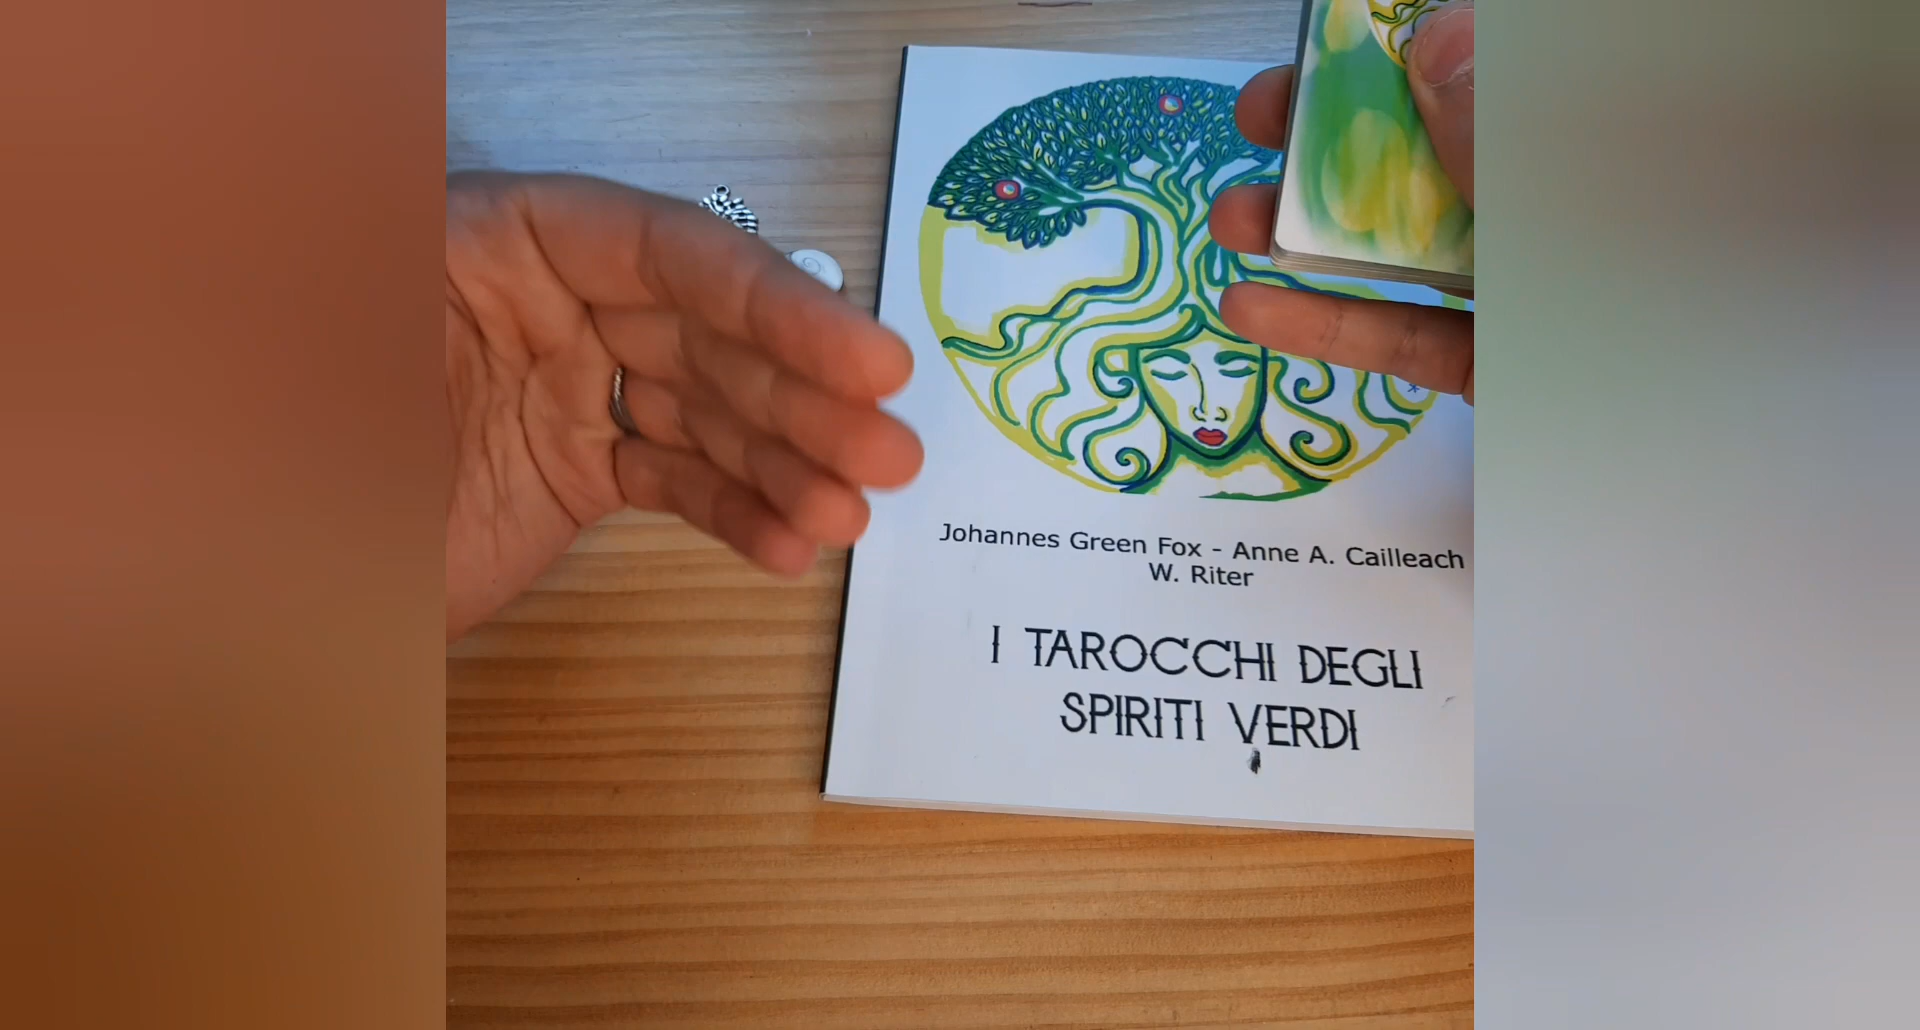 Johannes Green Fox - Anne A. Cailleach
W. Riter
I TAROCCHI DEGLI
SPIRITI VERDI